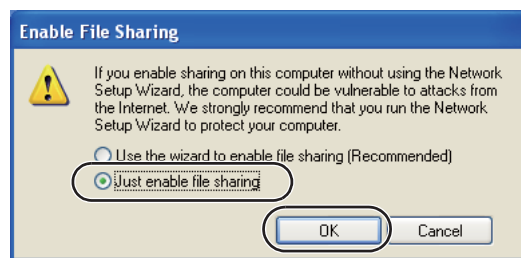 Enable File Sharing
If you enable sharing on this computer without using the Network
Setup Wizard, the computer could be vulnerable to attacks from
the Internet. We strongly recommend that you run the Network
Setup Wizard to protect your computer.
Use the wizard to enable file sharing (Recommended)
Just enable file sharing
OK Cancel